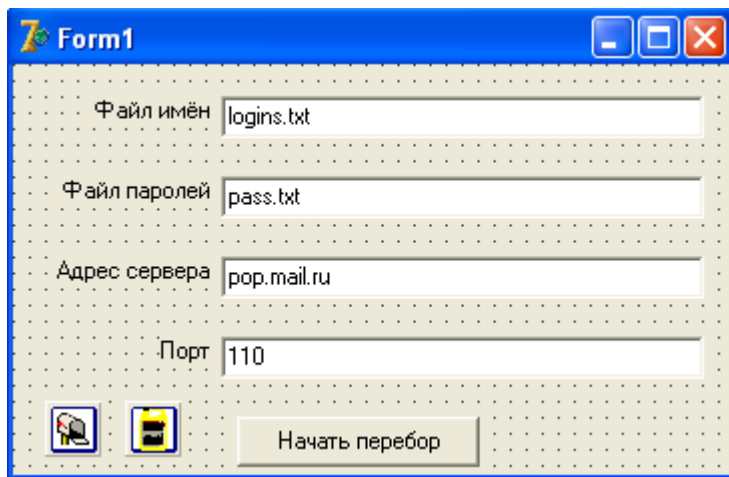 Form1
Файл имён
logins.txt
Файл паролей
pass.txt
Адрес сервера
pop.mail.ru
Порт
110
Начать перебор